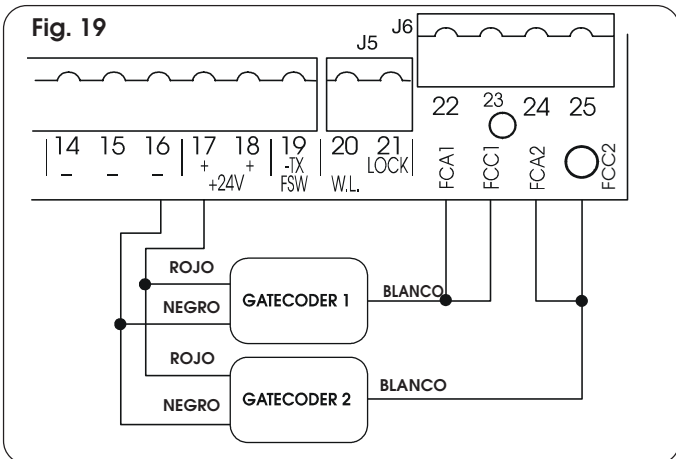 Fig. 19
J5
J6
14 15 16 17 18 19 20 21 22 23 24 25
– – – + + -TX LOCK
+24V FSW W.L.
FCA1 FCC1 FCA2 FCC2
ROJO
NEGRO
GATECODER 1
BLANCO
ROJO
NEGRO
GATECODER 2
BLANCO